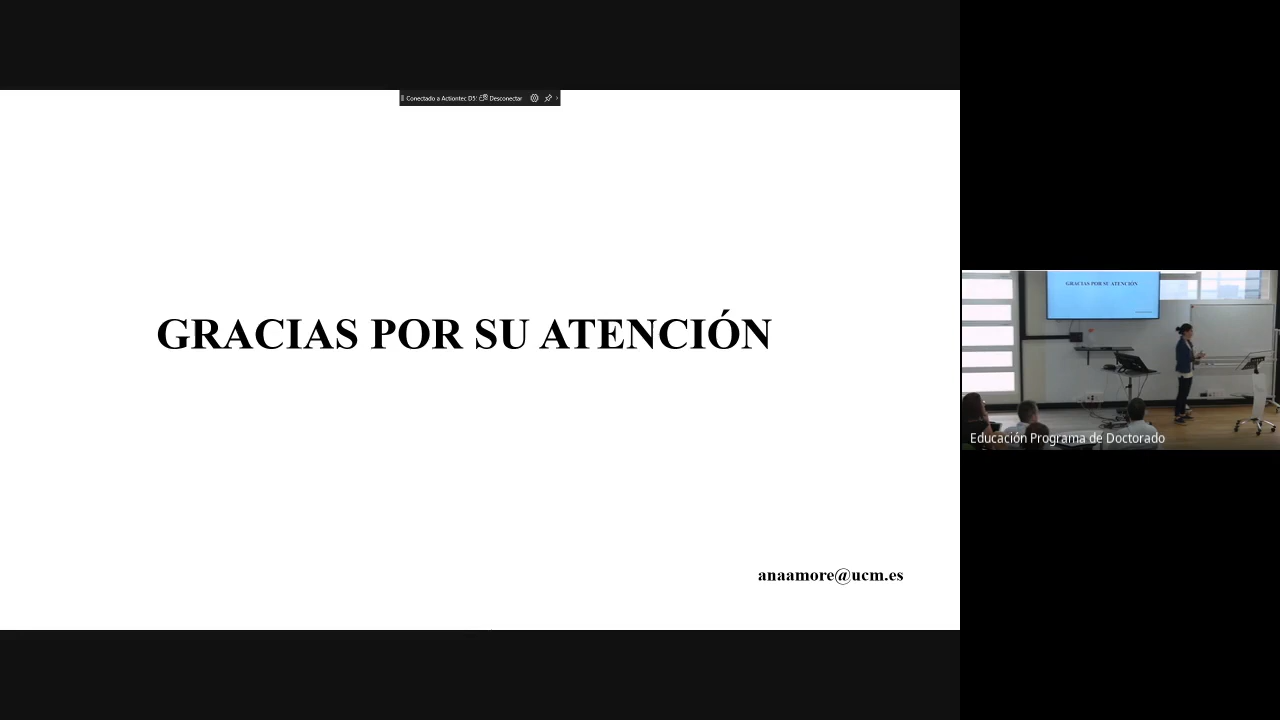 Conectado a Actiontec D5: Desconectar
GRACIAS POR SU ATENCIÓN
anaamore@ucm.es
GRACIAS POR SU ATENCIÓN
Educación Programa de Doctorado